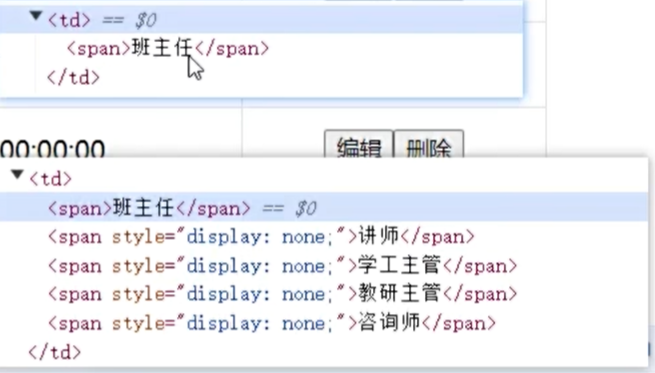 ▼<td> == $0
<span>班主任</span>
</td>
00:00:00 编辑 删除
▼<td>
<span>班主任</span> == $0
<span style="display: none;">讲师</span>
<span style="display: none;">学工主管</span>
<span style="display: none;">教研主管</span>
<span style="display: none;">咨询师</span>
</td>